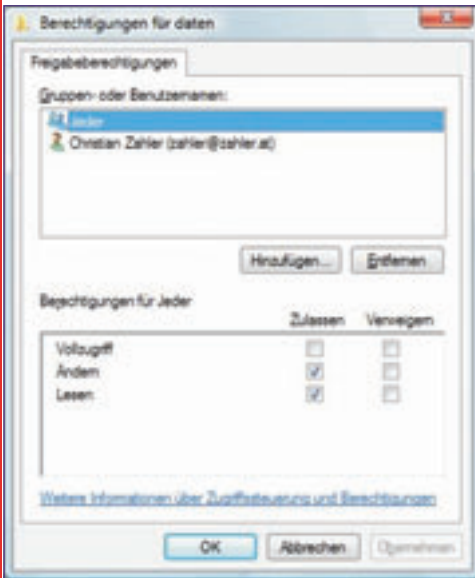 Berechtigungen für daten
Freigabeberechtigungen
Gruppen- oder Benutzernamen:
Jeder
Christian Zahler (zahler@zahler.at)
Hinzufügen... Entfernen
Berechtigungen für Jeder
Zulassen Verweigern
Vollzugriff
Ändern
Lesen
Weitere Informationen über Zugriffssteuerung und Berechtigungen
OK Abbrechen Übernehmen